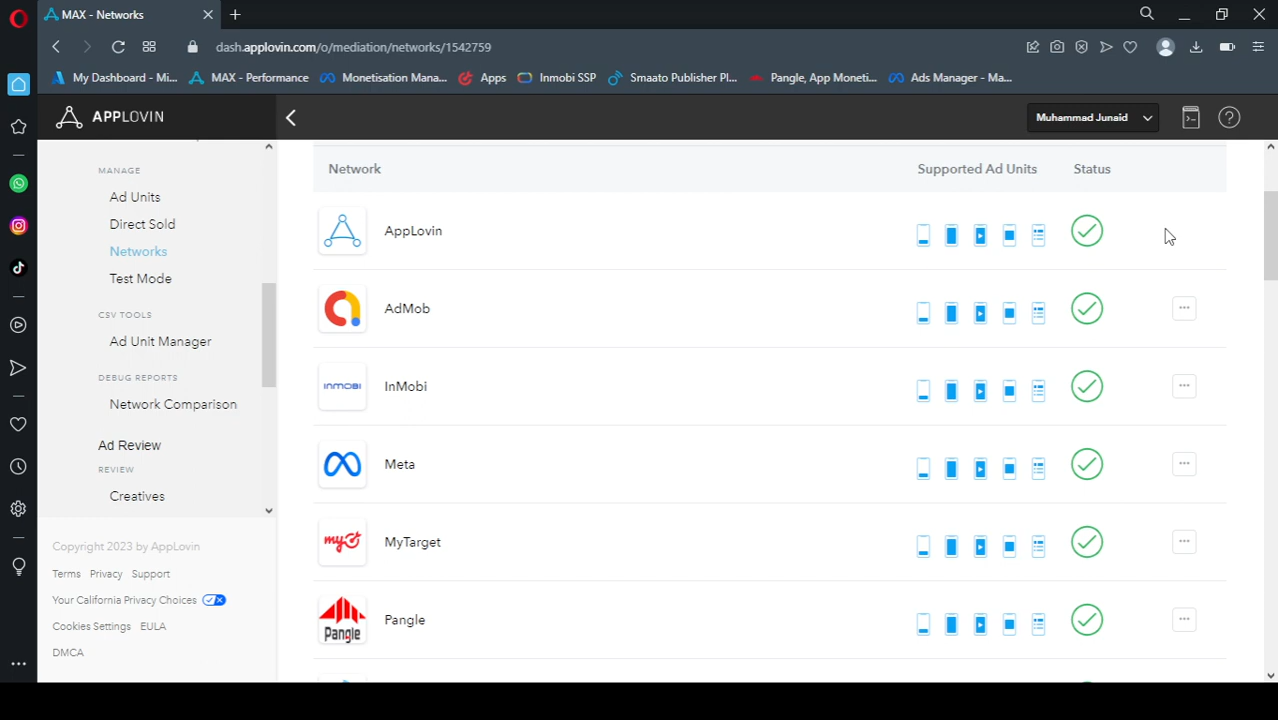 MAX - Networks
dash.applovin.com/o/mediation/networks/1542759
My Dashboard - Mi... MAX - Performance Monetisation Mana... Apps Inmobi SSP Smaato Publisher Pl... Pangle, App Moneti... Ads Manager - Ma...
APPLOVIN
Muhammad Junaid
MANAGE
Ad Units
Direct Sold
Networks
Test Mode
CSV TOOLS
Ad Unit Manager
DEBUG REPORTS
Network Comparison
Ad Review
REVIEW
Creatives
Copyright 2023 by AppLovin
Terms Privacy Support
Your California Privacy Choices
Cookies Settings EULA
DMCA
Network Supported Ad Units Status
AppLovin
AdMob
INMOBI InMobi
Meta
my MyTarget
Pangle Pangle